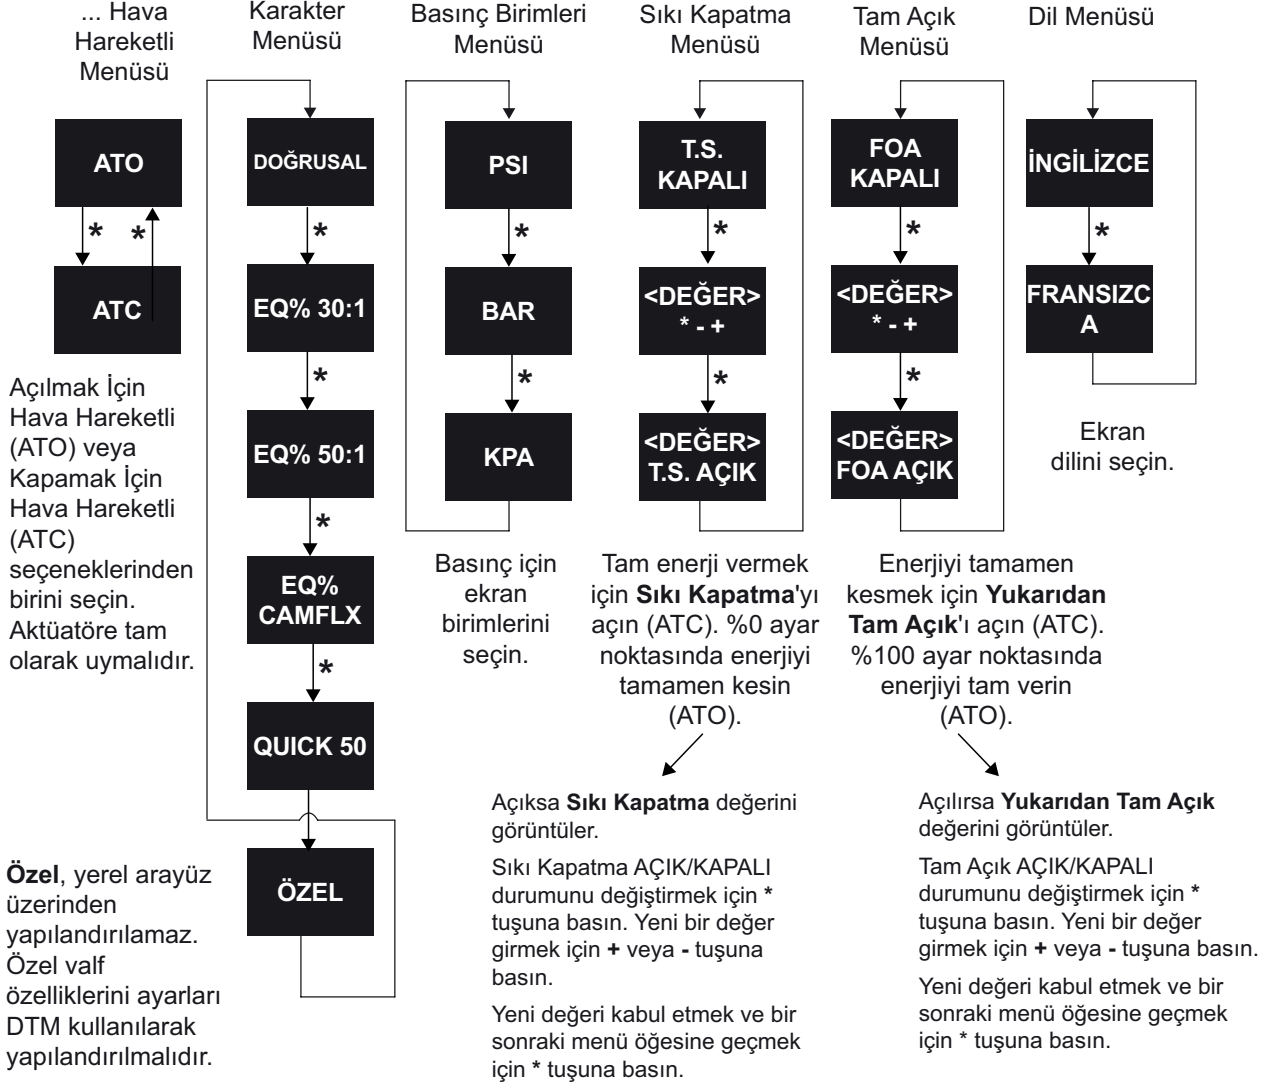 ... Hava
Hareketli
Menüsü
ATO
*
*
ATC
Açılmak İçin
Hava Hareketli
(ATO) veya
Kapamak İçin
Hava Hareketli
(ATC)
seçeneklerinden
birini seçin.
Aktüatöre tam
olarak uymalıdır.
Karakter
Menüsü
DOĞRUSAL
*
EQ% 30:1
*
EQ% 50:1
*
EQ%
CAMFLX
*
QUICK 50
ÖZEL
Özel, yerel arayüz
üzerinden
yapılandırılamaz.
Özel valf
özelliklerini ayarları
DTM kullanılarak
yapılandırılmalıdır.
Basınç Birimleri
Menüsü
PSI
*
BAR
*
KPA
Basınç için
ekran
birimlerini
seçin.
Sıkı Kapatma
Menüsü
T.S.
KAPALI
*
<DEĞER>
* - +
*
<DEĞER>
T.S. AÇIK
Tam enerji vermek
için Sıkı Kapatma'yı
açın (ATC). %0 ayar
noktasında enerjiyi
tamamen kesin
(ATO).
Açıksa Sıkı Kapatma değerini
görüntüler.
Sıkı Kapatma AÇIK/KAPALI
durumunu değiştirmek için *
tuşuna basın. Yeni bir değer
girmek için + veya - tuşuna
basın.
Yeni değeri kabul etmek ve bir
sonraki menü öğesine geçmek
için * tuşuna basın.
Tam Açık
Menüsü
FOA
KAPALI
*
<DEĞER>
* - +
*
<DEĞER>
FOA AÇIK
Enerjiyi tamamen
kesmek için Yukarıdan
Tam Açık'ı açın (ATC).
%100 ayar noktasında
enerjiyi tam verin
(ATO).
Açılırsa Yukarıdan Tam Açık
değerini görüntüler.
Tam Açık AÇIK/KAPALI
durumunu değiştirmek için *
tuşuna basın. Yeni bir değer
girmek için + veya - tuşuna basın.
Yeni değeri kabul etmek ve bir
sonraki menü öğesine geçmek
için * tuşuna basın.
Dil Menüsü
İNGİLİZCE
*
FRANSIZC
A
Ekran
dilini seçin.